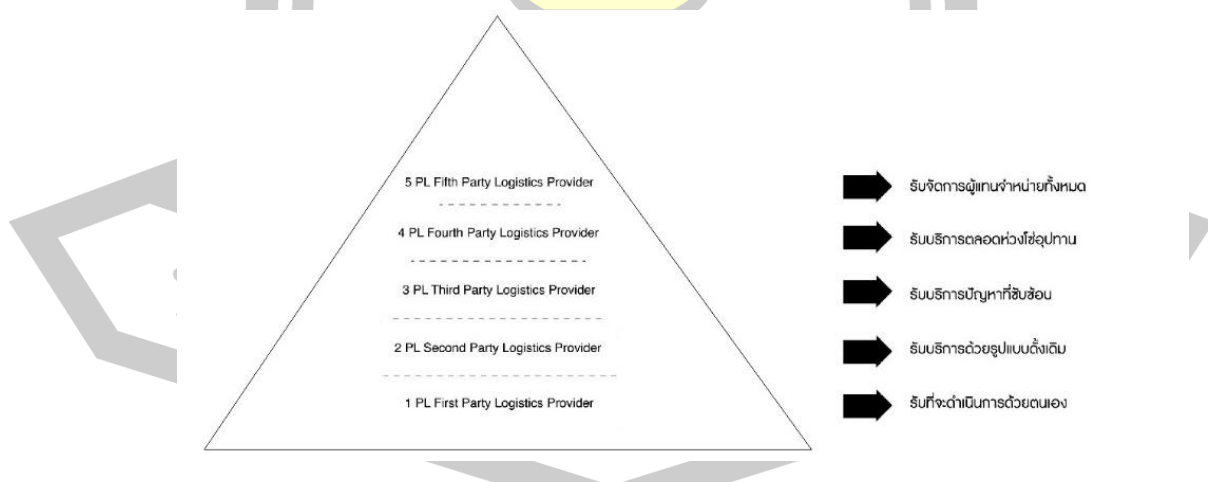 5 PL Fifth Party Logistics Provider
รับจัดการผู้แทนจำหน่ายทั้งหมด
4 PL Fourth Party Logistics Provider
รับบริการตลอดห่วงโซ่อุปทาน
3 PL Third Party Logistics Provider
รับบริการปัญหาที่ซับซ้อน
2 PL Second Party Logistics Provider
รับบริการด้วยรูปแบบดั้งเดิม
1 PL First Party Logistics Provider
รับที่จะดำเนินการด้วยตนเอง